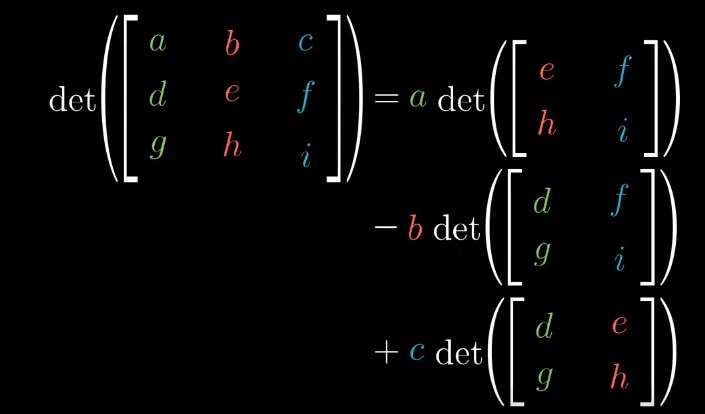 det([a b c
d e f
g h i]) = a det([e f
h i])
− b det([d f
g i])
+ c det([d e
g h])